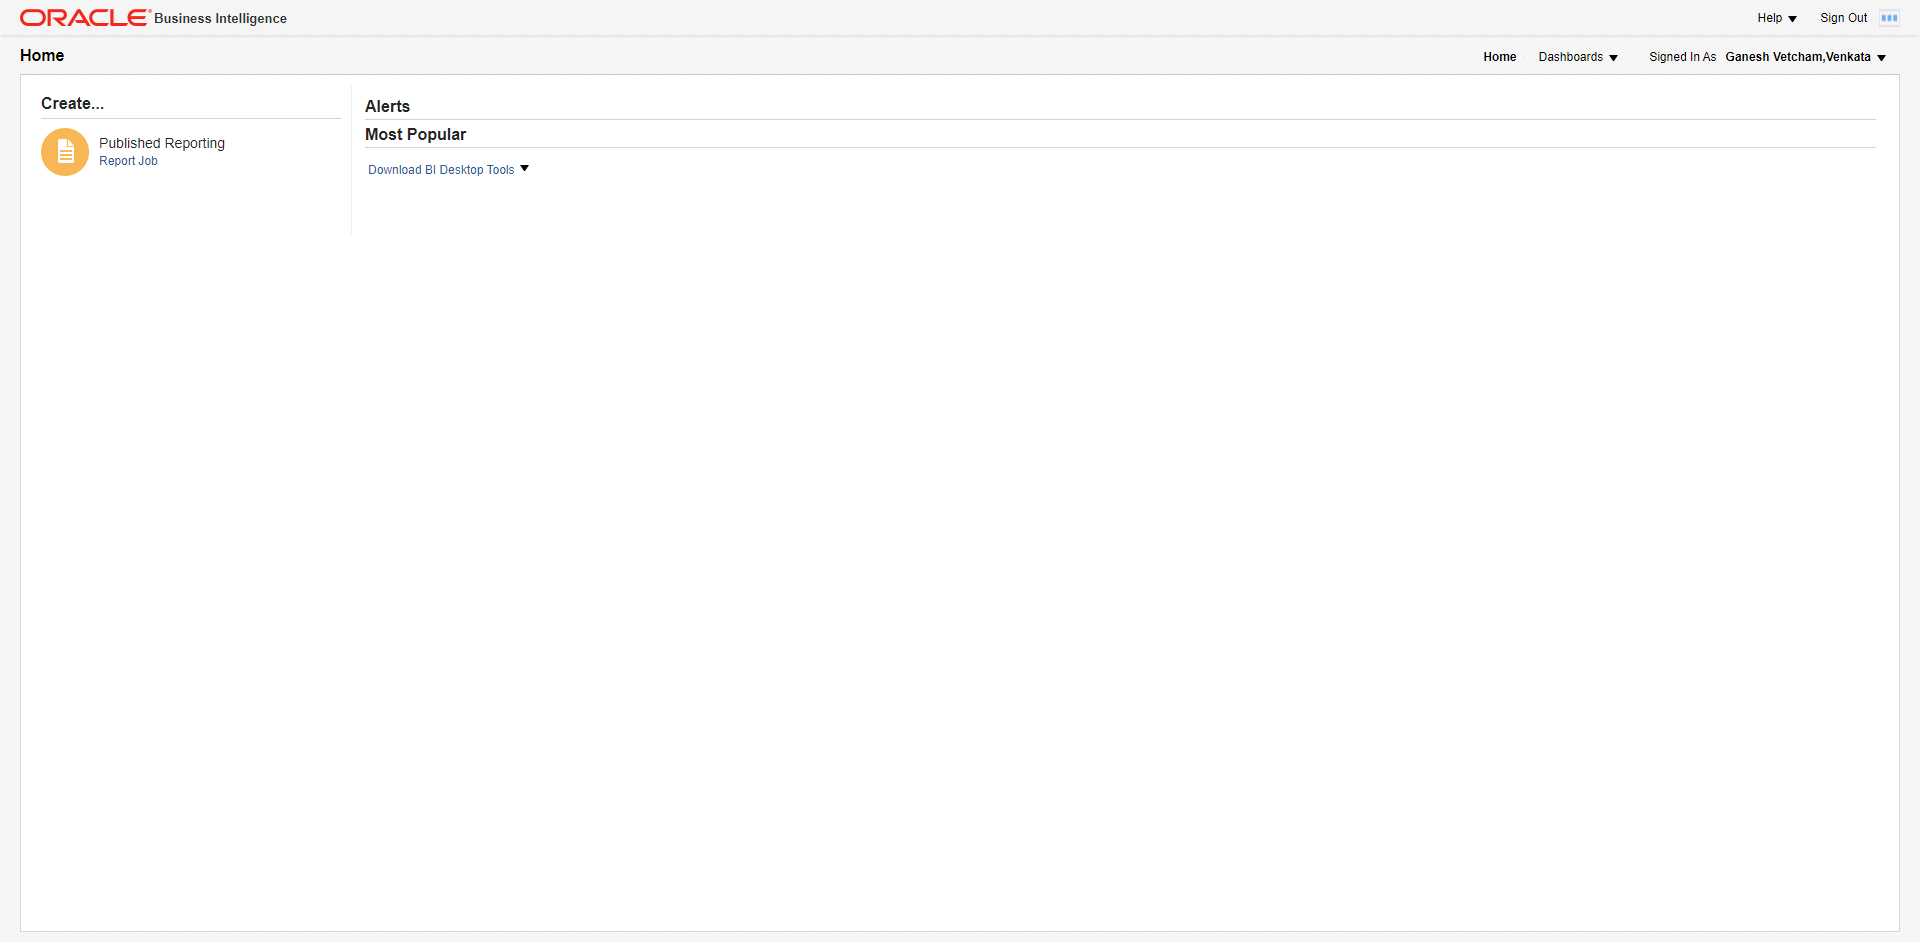 ORACLE Business Intelligence
Help
Sign Out
Home
Home
Dashboards
Signed In As Ganesh Vetcham,Venkata
Create...
Published Reporting
Report Job
Alerts
Most Popular
Download BI Desktop Tools